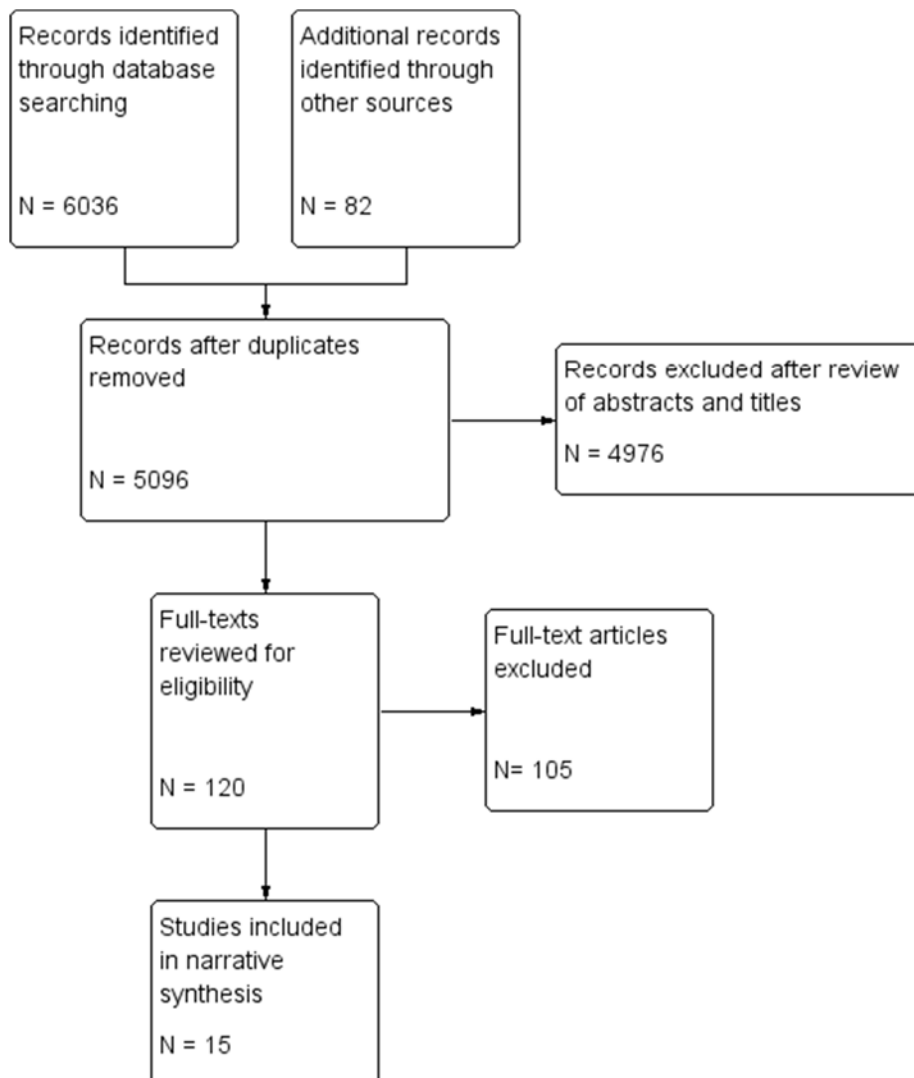 Records identified
through database
searching
N = 6036
Additional records
identified through
other sources
N = 82
Records after duplicates
removed
N = 5096
Records excluded after review
of abstracts and titles
N = 4976
Full-texts
reviewed for
eligibility
N = 120
Full-text articles
excluded
N= 105
Studies included
in narrative
synthesis
N = 15